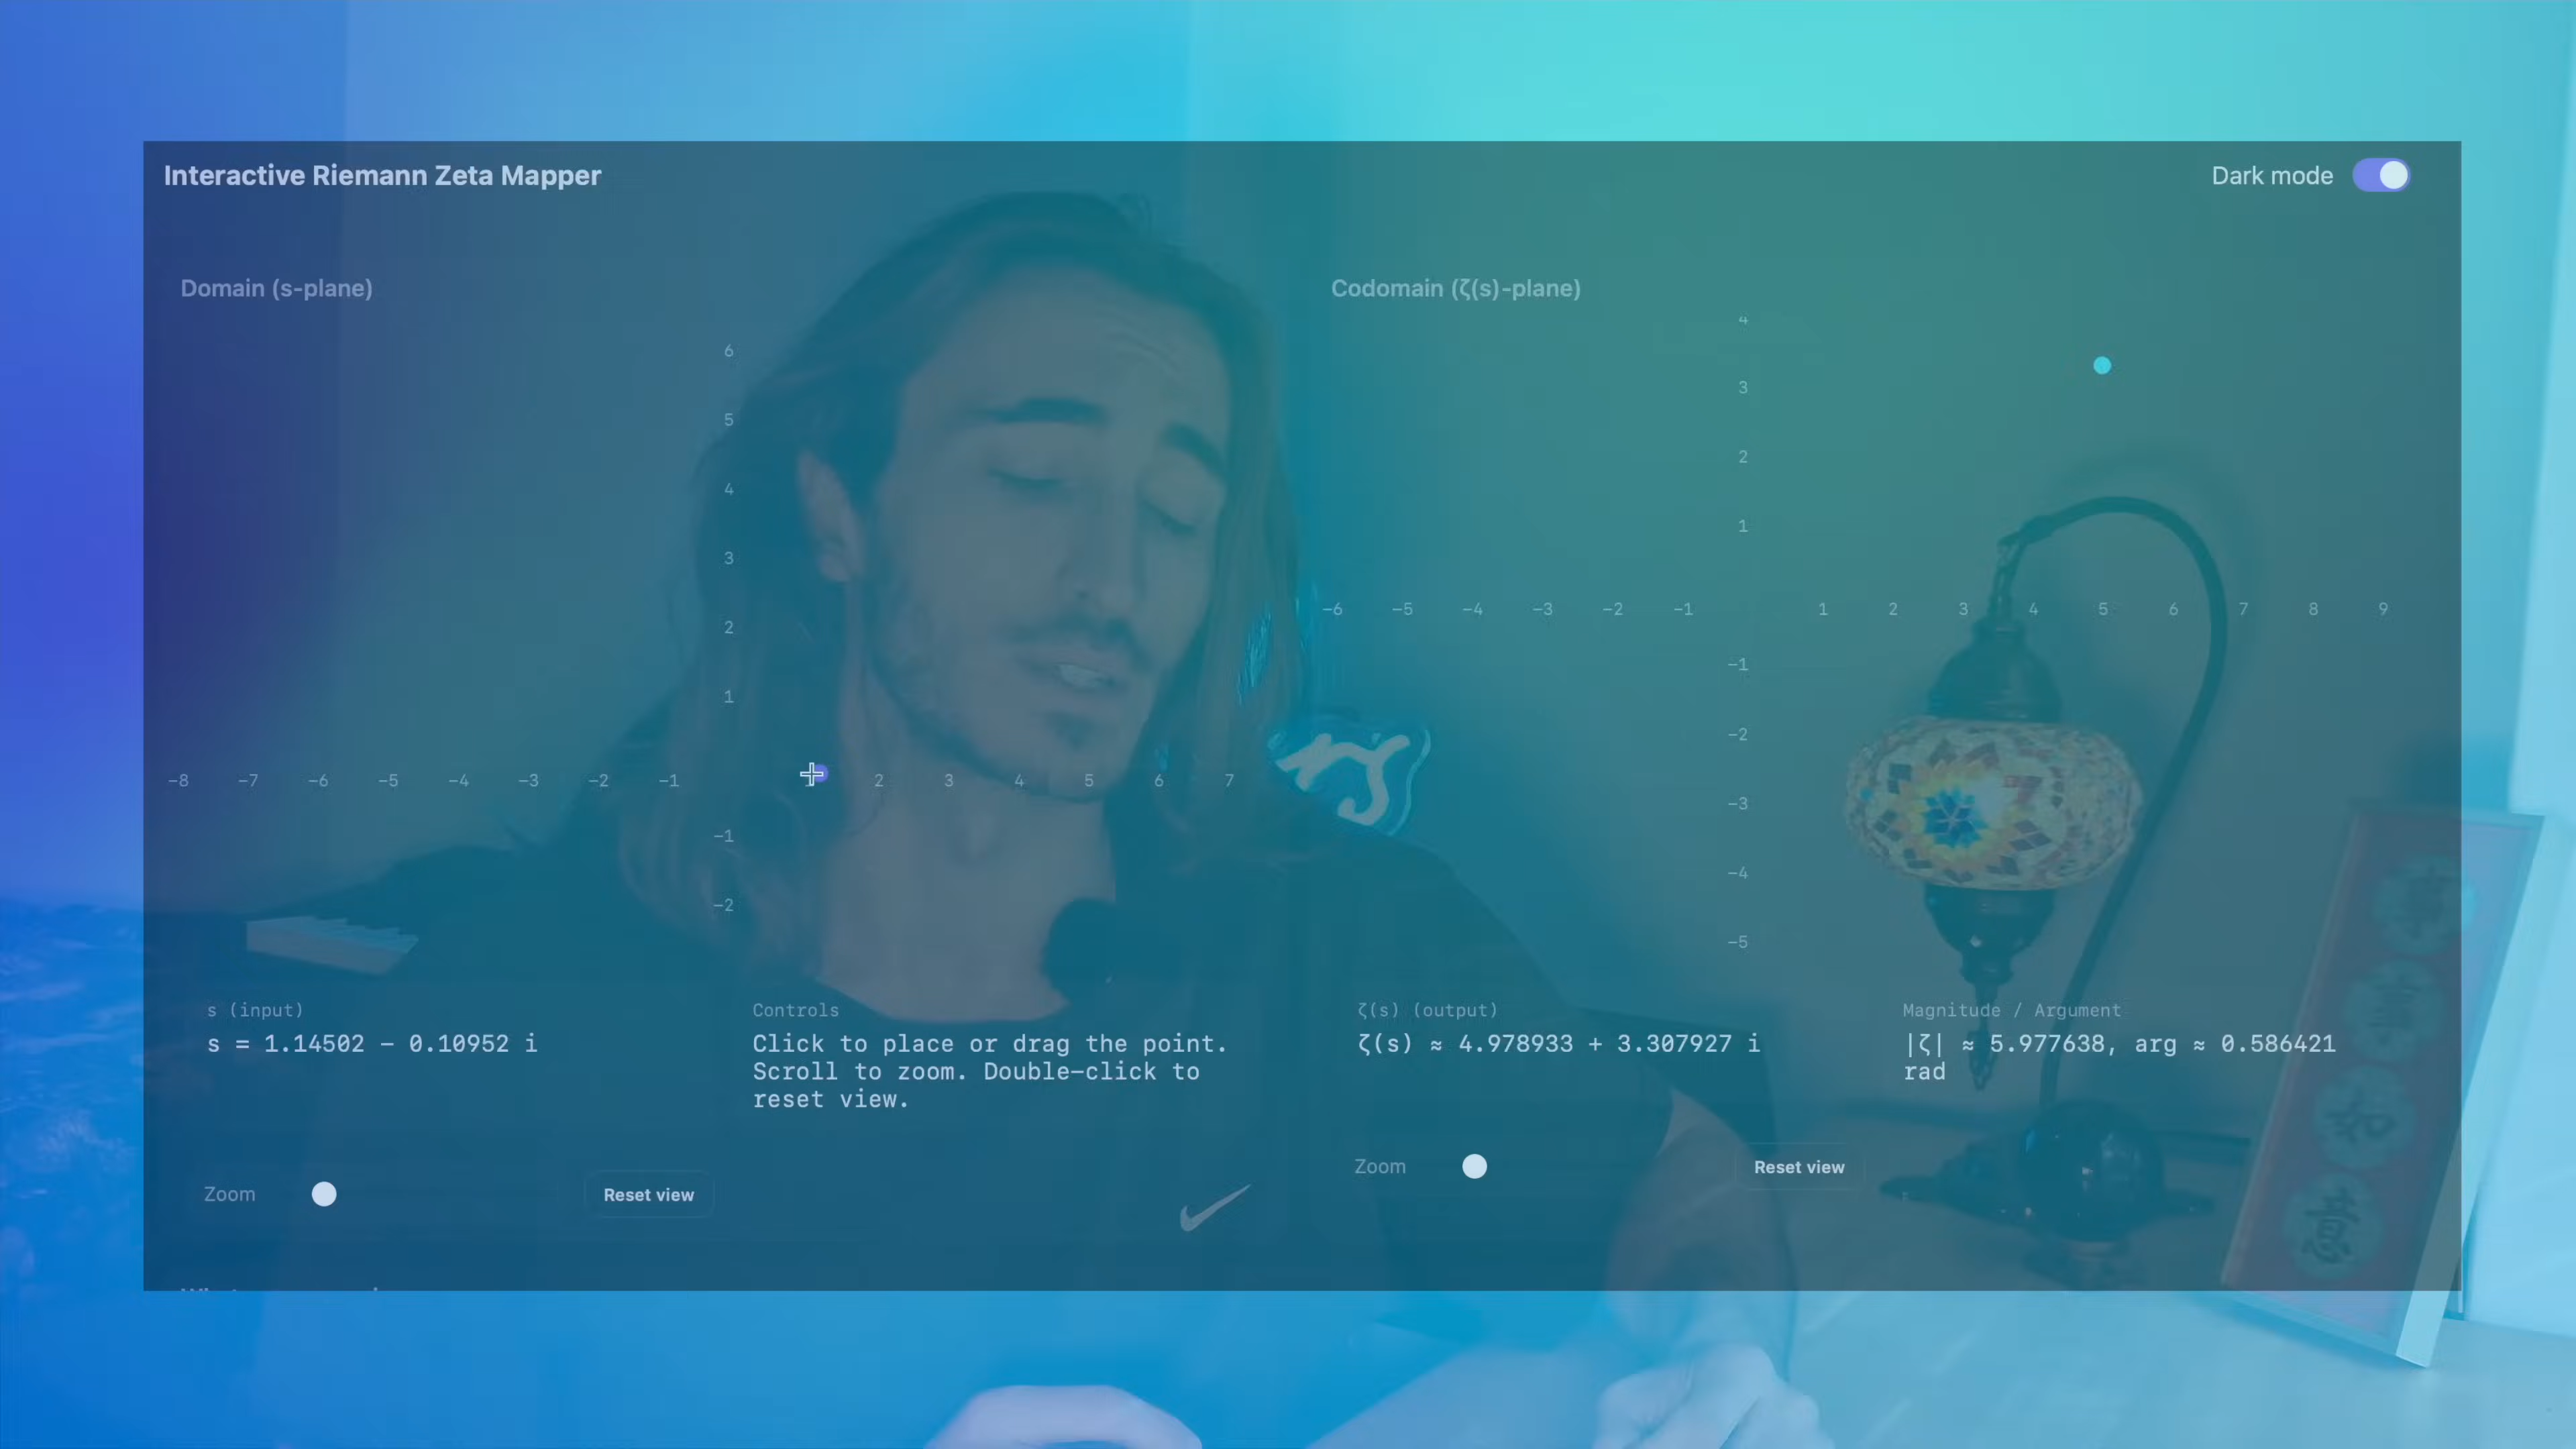 Interactive Riemann Zeta Mapper
Dark mode
Domain (s-plane)
6
5
4
3
2
1
−8 −7 −6 −5 −4 −3 −2 −1 2 3 4 5 6 7
−1
−2
Codomain (ζ(s)-plane)
4
3
2
1
−6 −5 −4 −3 −2 −1 1 2 3 4 5 6 7 8 9
−1
−2
−3
−4
−5
s (input)
s = 1.14502 − 0.10952 i
Controls
Click to place or drag the point.
Scroll to zoom. Double−click to
reset view.
ζ(s) (output)
ζ(s) ≈ 4.978933 + 3.307927 i
Magnitude / Argument
|ζ| ≈ 5.977638, arg ≈ 0.586421
rad
Zoom
Reset view
Zoom
Reset view
如
意